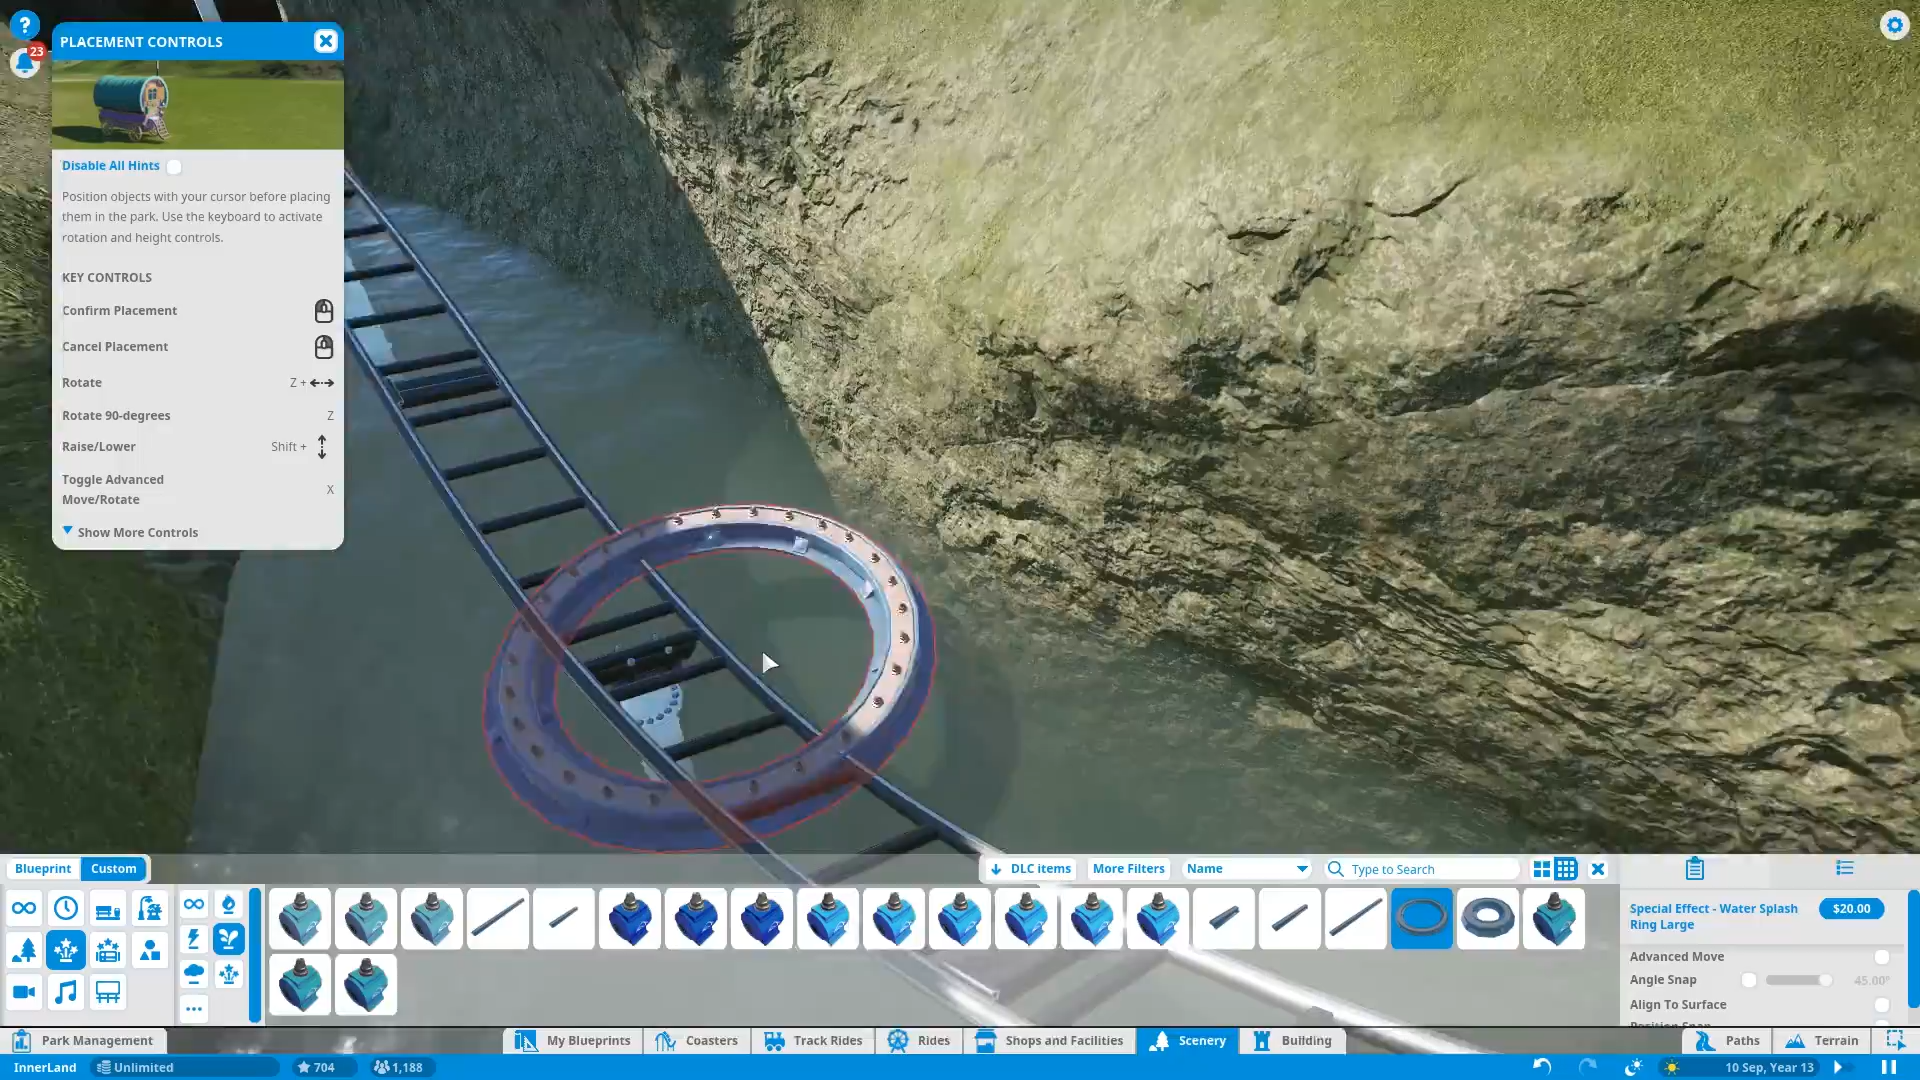 ?
23
PLACEMENT CONTROLS
Disable All Hints
Position objects with your cursor before placing
them in the park. Use the keyboard to activate
rotation and height controls.
KEY CONTROLS
Confirm Placement
Cancel Placement
Rotate Z +
Rotate 90-degrees Z
Raise/Lower Shift +
Toggle Advanced
Move/Rotate X
Show More Controls
Blueprint Custom DLC items More Filters Name Type to Search
Special Effect - Water Splash
Ring Large $20.00
Advanced Move
Angle Snap 45.00°
Align To Surface
Park Management My Blueprints Coasters Track Rides Rides Shops and Facilities Scenery Building Paths Terrain
InnerLand Unlimited 704 1,188 10 Sep, Year 13